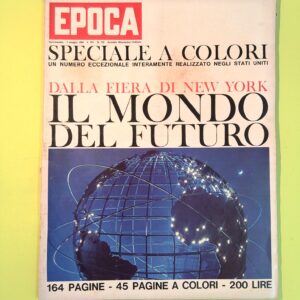 EPOCA
SPECIALE A COLORI
UN NUMERO ECCEZIONALE INTERAMENTE REALIZZATO NEGLI STATI UNITI
DALLA FIERA DI NEW YORK
IL MONDO
DEL FUTURO
164 PAGINE - 45 PAGINE A COLORI - 200 LIRE